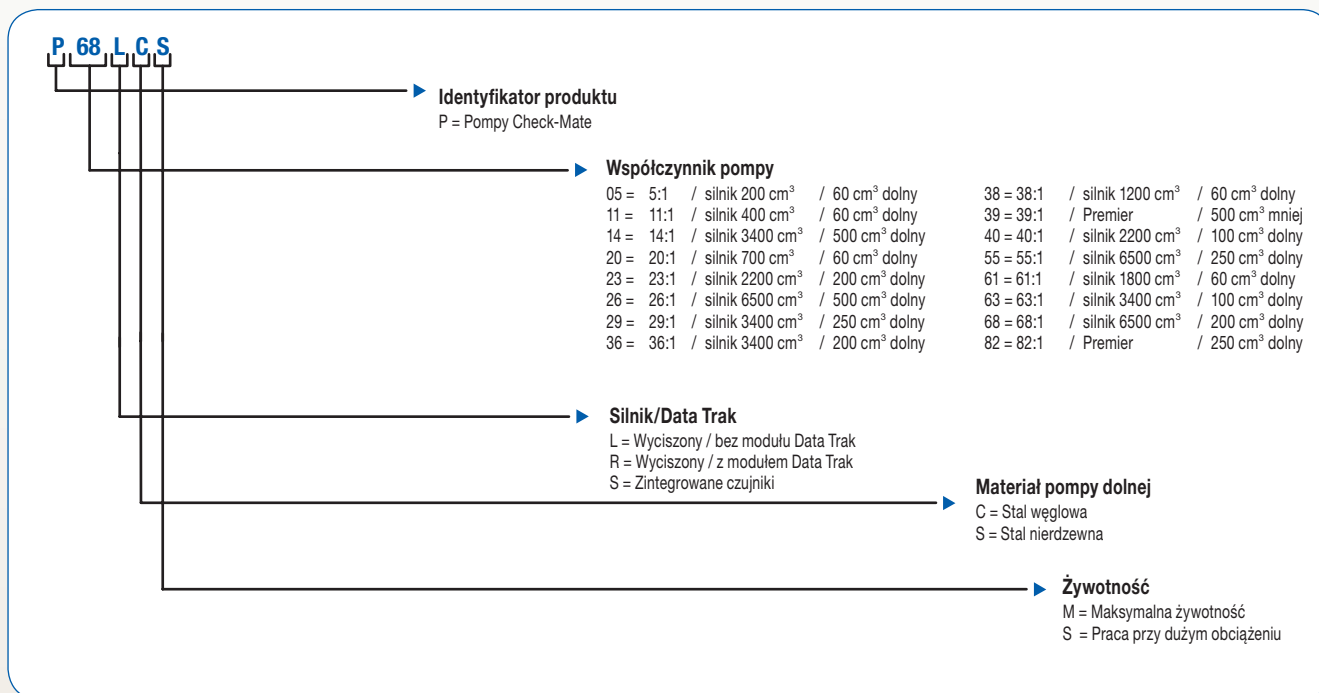 P 68 L C S
Identyfikator produktu
P = Pompy Check-Mate
Współczynnik pompy
05 = 5:1 / silnik 200 cm³ / 60 cm³ dolny
11 = 11:1 / silnik 400 cm³ / 60 cm³ dolny
14 = 14:1 / silnik 3400 cm³ / 500 cm³ dolny
20 = 20:1 / silnik 700 cm³ / 60 cm³ dolny
23 = 23:1 / silnik 2200 cm³ / 200 cm³ dolny
26 = 26:1 / silnik 6500 cm³ / 500 cm³ dolny
29 = 29:1 / silnik 3400 cm³ / 250 cm³ dolny
36 = 36:1 / silnik 3400 cm³ / 200 cm³ dolny
38 = 38:1 / silnik 1200 cm³ / 60 cm³ dolny
39 = 39:1 / Premier / 500 cm³ mniej
40 = 40:1 / silnik 2200 cm³ / 100 cm³ dolny
55 = 55:1 / silnik 6500 cm³ / 250 cm³ dolny
61 = 61:1 / silnik 1800 cm³ / 60 cm³ dolny
63 = 63:1 / silnik 3400 cm³ / 100 cm³ dolny
68 = 68:1 / silnik 6500 cm³ / 200 cm³ dolny
82 = 82:1 / Premier / 250 cm³ dolny
Silnik/Data Trak
L = Wyciszony / bez modułu Data Trak
R = Wyciszony / z modułem Data Trak
S = Zintegrowane czujniki
Materiał pompy dolnej
C = Stal węglowa
S = Stal nierdzewna
Żywotność
M = Maksymalna żywotność
S = Praca przy dużym obciążeniu